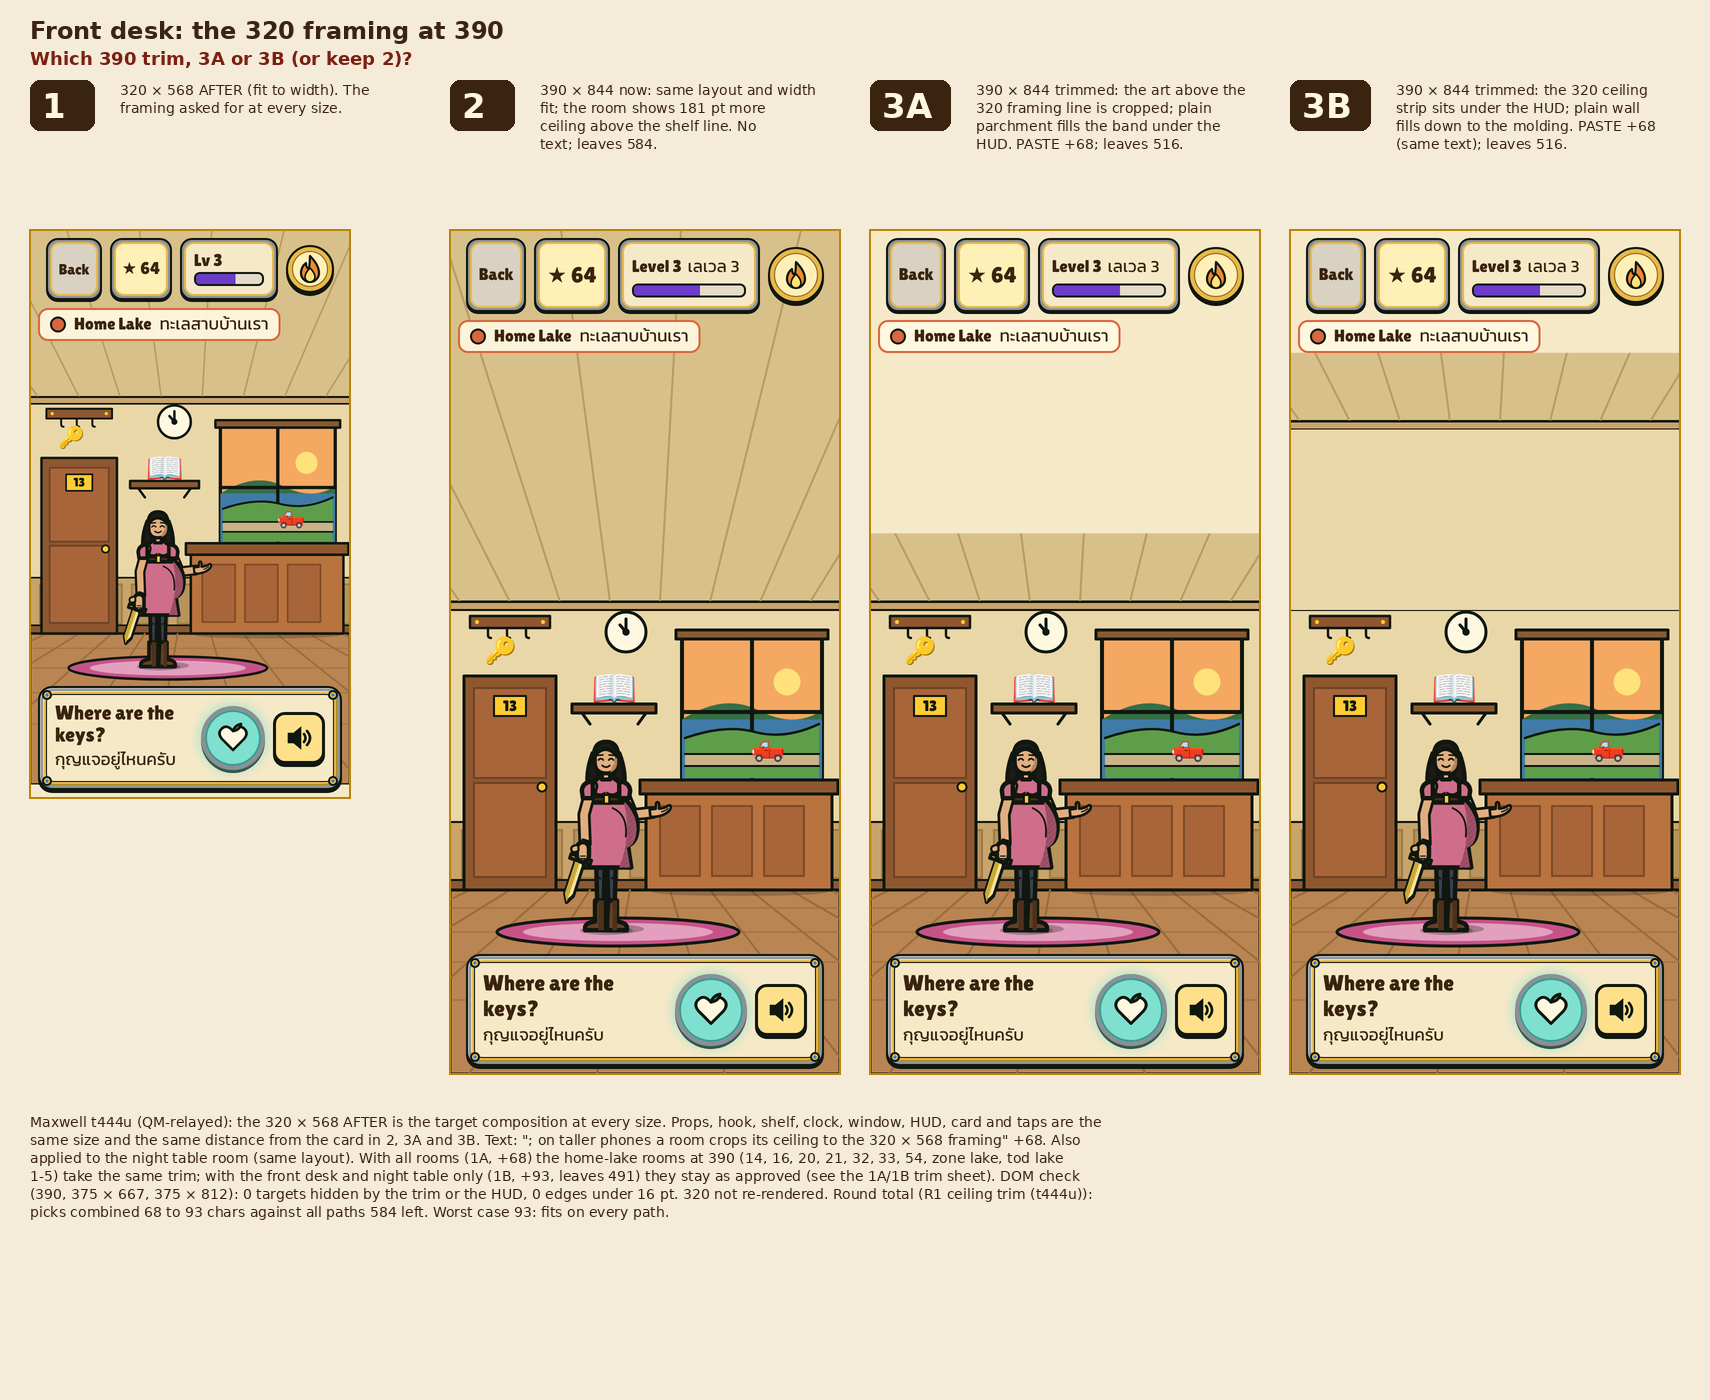 Front desk: the 320 framing at 390
Which 390 trim, 3A or 3B (or keep 2)?
1
320 × 568 AFTER (fit to width). The
framing asked for at every size.
2
390 × 844 now: same layout and width
fit; the room shows 181 pt more
ceiling above the shelf line. No
text; leaves 584.
3A
390 × 844 trimmed: the art above the
320 framing line is cropped; plain
parchment fills the band under the
HUD. PASTE +68; leaves 516.
3B
390 × 844 trimmed: the 320 ceiling
strip sits under the HUD; plain wall
fills down to the molding. PASTE +68
(same text); leaves 516.
Back
★ 64
Lv 3
Home Lake ทะเลสาบบ้านเรา
13
Where are the
keys?
กุญแจอยู่ไหนครับ
Back
★ 64
Level 3 เลเวล 3
Home Lake ทะเลสาบบ้านเรา
13
Where are the
keys?
กุญแจอยู่ไหนครับ
Back
★ 64
Level 3 เลเวล 3
Home Lake ทะเลสาบบ้านเรา
13
Where are the
keys?
กุญแจอยู่ไหนครับ
Back
★ 64
Level 3 เลเวล 3
Home Lake ทะเลสาบบ้านเรา
13
Where are the
keys?
กุญแจอยู่ไหนครับ
Maxwell t444u (QM-relayed): the 320 × 568 AFTER is the target composition at every size. Props, hook, shelf, clock, window, HUD, card and taps are the
same size and the same distance from the card in 2, 3A and 3B. Text: "; on taller phones a room crops its ceiling to the 320 × 568 framing" +68. Also
applied to the night table room (same layout). With all rooms (1A, +68) the home-lake rooms at 390 (14, 16, 20, 21, 32, 33, 54, zone lake, tod lake
1-5) take the same trim; with the front desk and night table only (1B, +93, leaves 491) they stay as approved (see the 1A/1B trim sheet). DOM check
(390, 375 × 667, 375 × 812): 0 targets hidden by the trim or the HUD, 0 edges under 16 pt. 320 not re-rendered. Round total (R1 ceiling trim (t444u)):
picks combined 68 to 93 chars against all paths 584 left. Worst case 93: fits on every path.